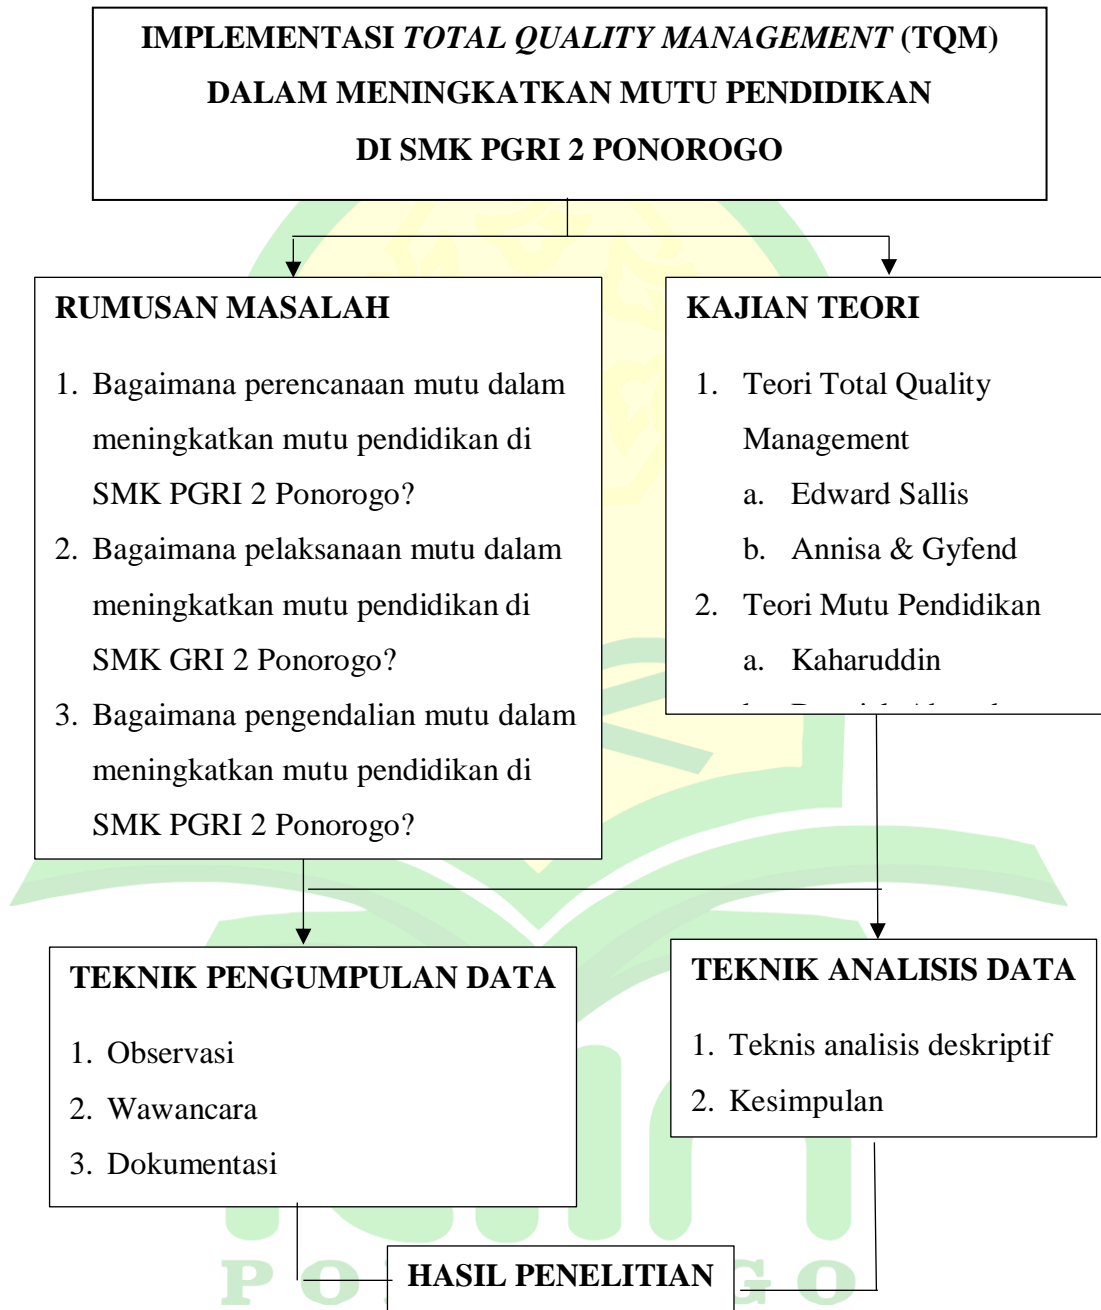 IMPLEMENTASI TOTAL QUALITY MANAGEMENT (TQM)
DALAM MENINGKATKAN MUTU PENDIDIKAN
DI SMK PGRI 2 PONOROGO
RUMUSAN MASALAH
1. Bagaimana perencanaan mutu dalam
meningkatkan mutu pendidikan di
SMK PGRI 2 Ponorogo?
2. Bagaimana pelaksanaan mutu dalam
meningkatkan mutu pendidikan di
SMK GRI 2 Ponorogo?
3. Bagaimana pengendalian mutu dalam
meningkatkan mutu pendidikan di
SMK PGRI 2 Ponorogo?
KAJIAN TEORI
1. Teori Total Quality
Management
a. Edward Sallis
b. Annisa & Gyfend
2. Teori Mutu Pendidikan
a. Kaharuddin
TEKNIK PENGUMPULAN DATA
1. Observasi
2. Wawancara
3. Dokumentasi
TEKNIK ANALISIS DATA
1. Teknis analisis deskriptif
2. Kesimpulan
HASIL PENELITIAN